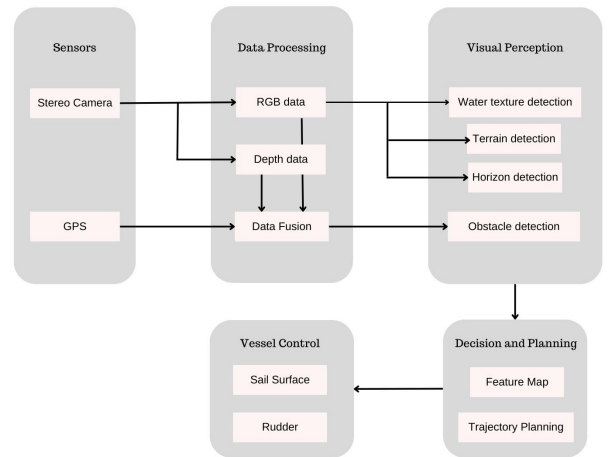 Sensors
Stereo Camera
GPS
Data Processing
RGB data
Depth data
Data Fusion
Visual Perception
Water texture detection
Terrain detection
Horizon detection
Obstacle detection
Vessel Control
Sail Surface
Rudder
Decision and Planning
Feature Map
Trajectory Planning